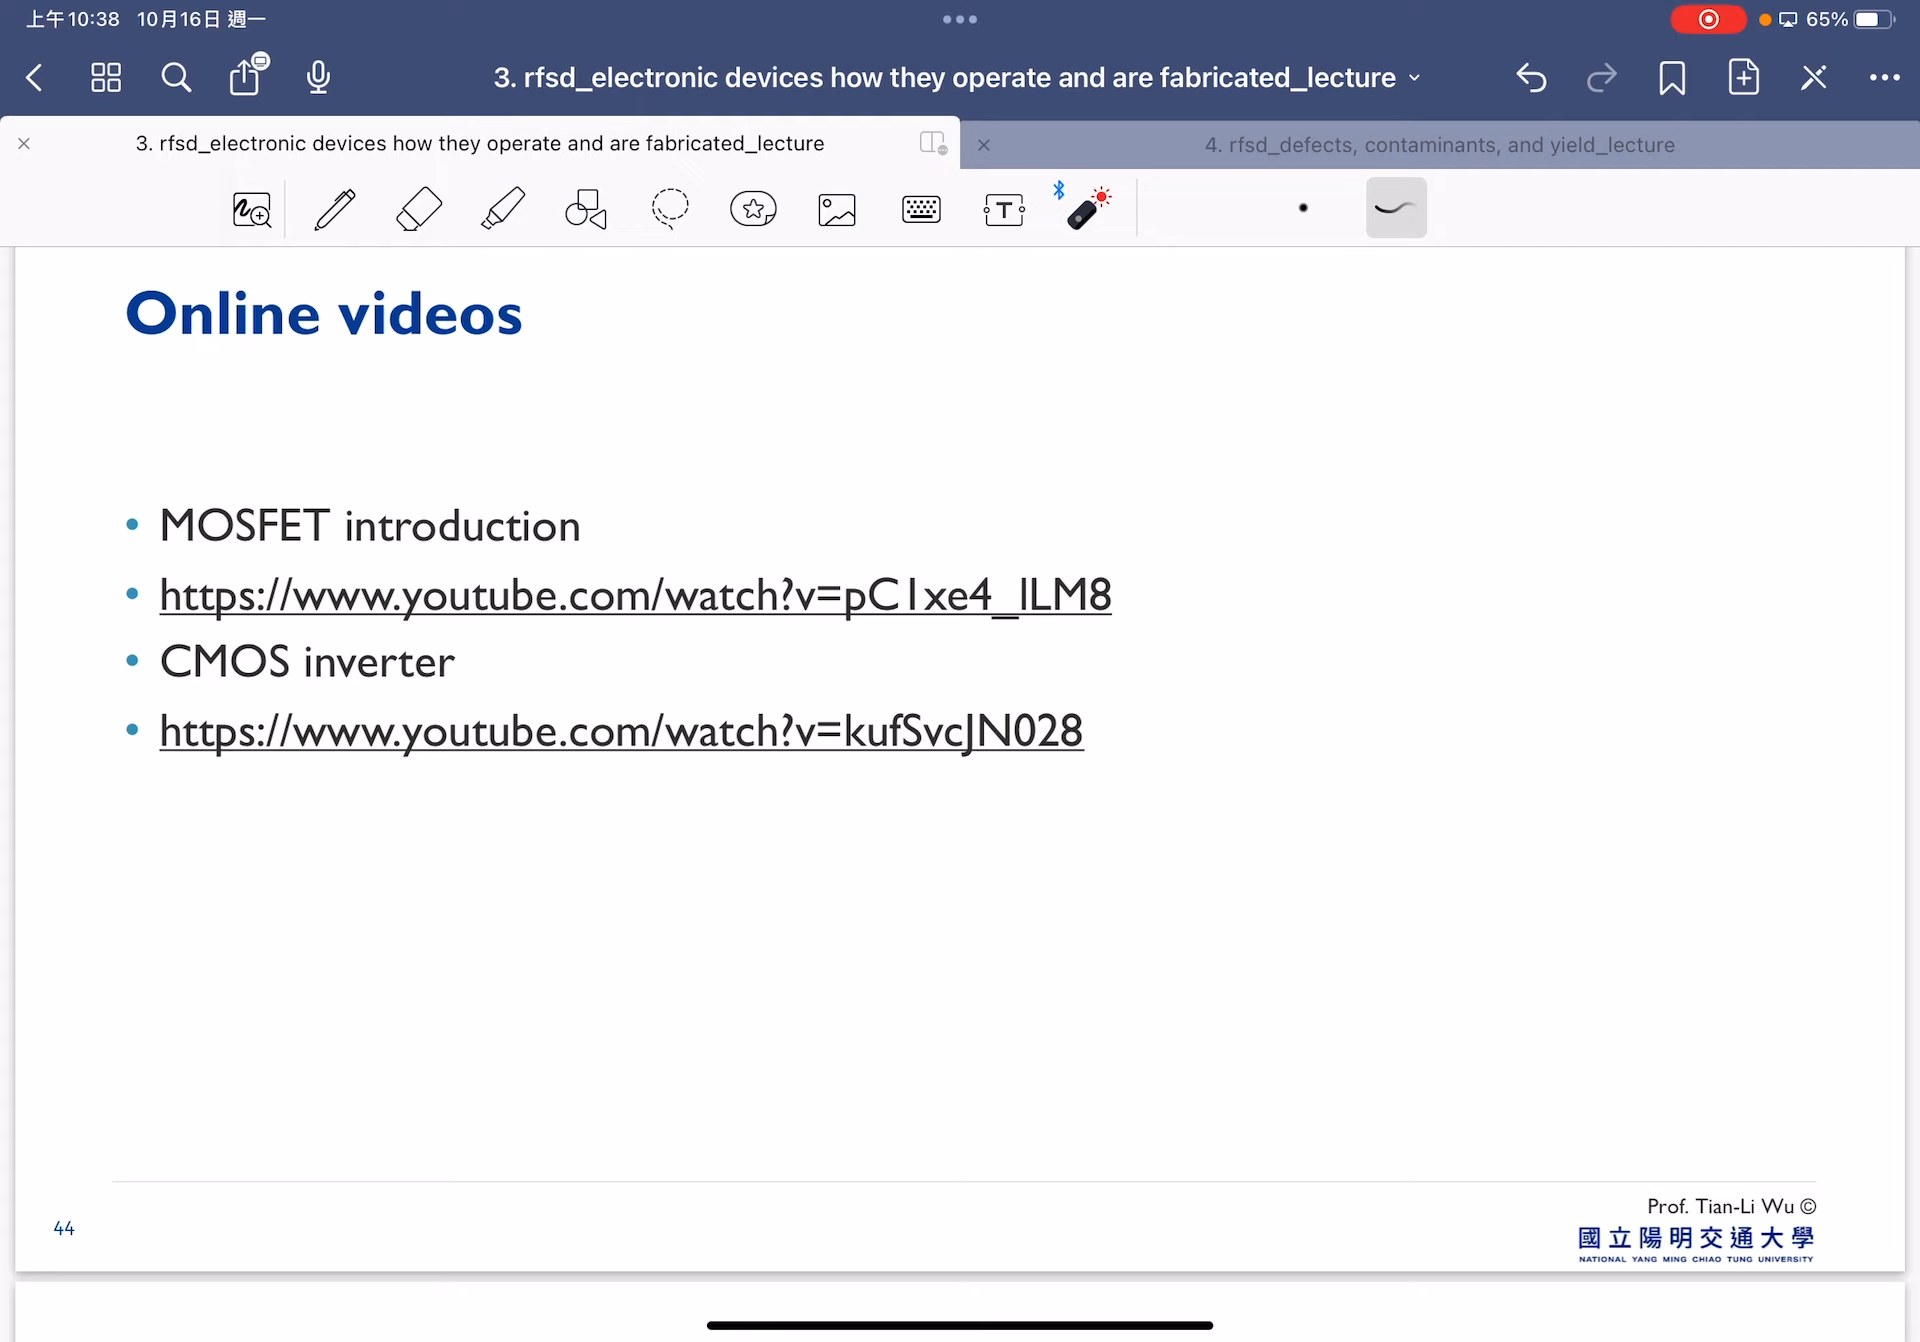 上午10:38 10月16日 週一
65%
3. rfsd_electronic devices how they operate and are fabricated_lecture
3. rfsd_electronic devices how they operate and are fabricated_lecture
4. rfsd_defects, contaminants, and yield_lecture
T
Online videos
• MOSFET introduction
• https://www.youtube.com/watch?v=pC1xe4_lLM8
• CMOS inverter
• https://www.youtube.com/watch?v=kufSvcJN028
44
Prof. Tian-Li Wu ©
國立陽明交通大學
NATIONAL YANG MING CHIAO TUNG UNIVERSITY